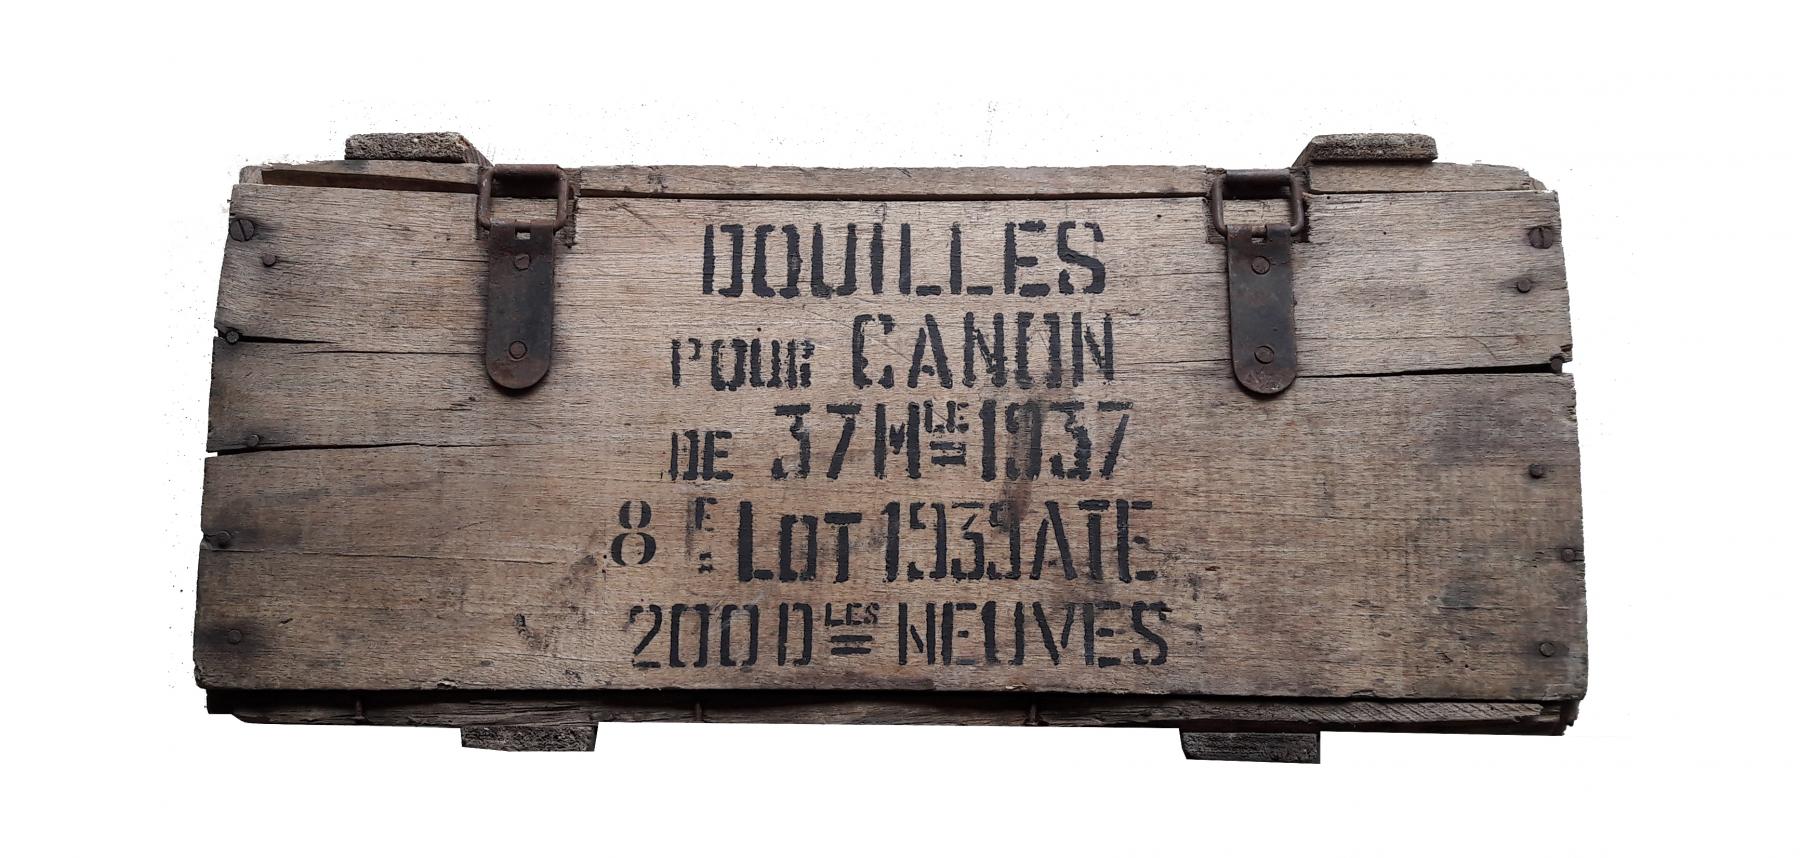 DOUILLES
POUR CANON
DE 37 MLE 1937
8E LOT 1939 ATE
200 DLES NEUVES